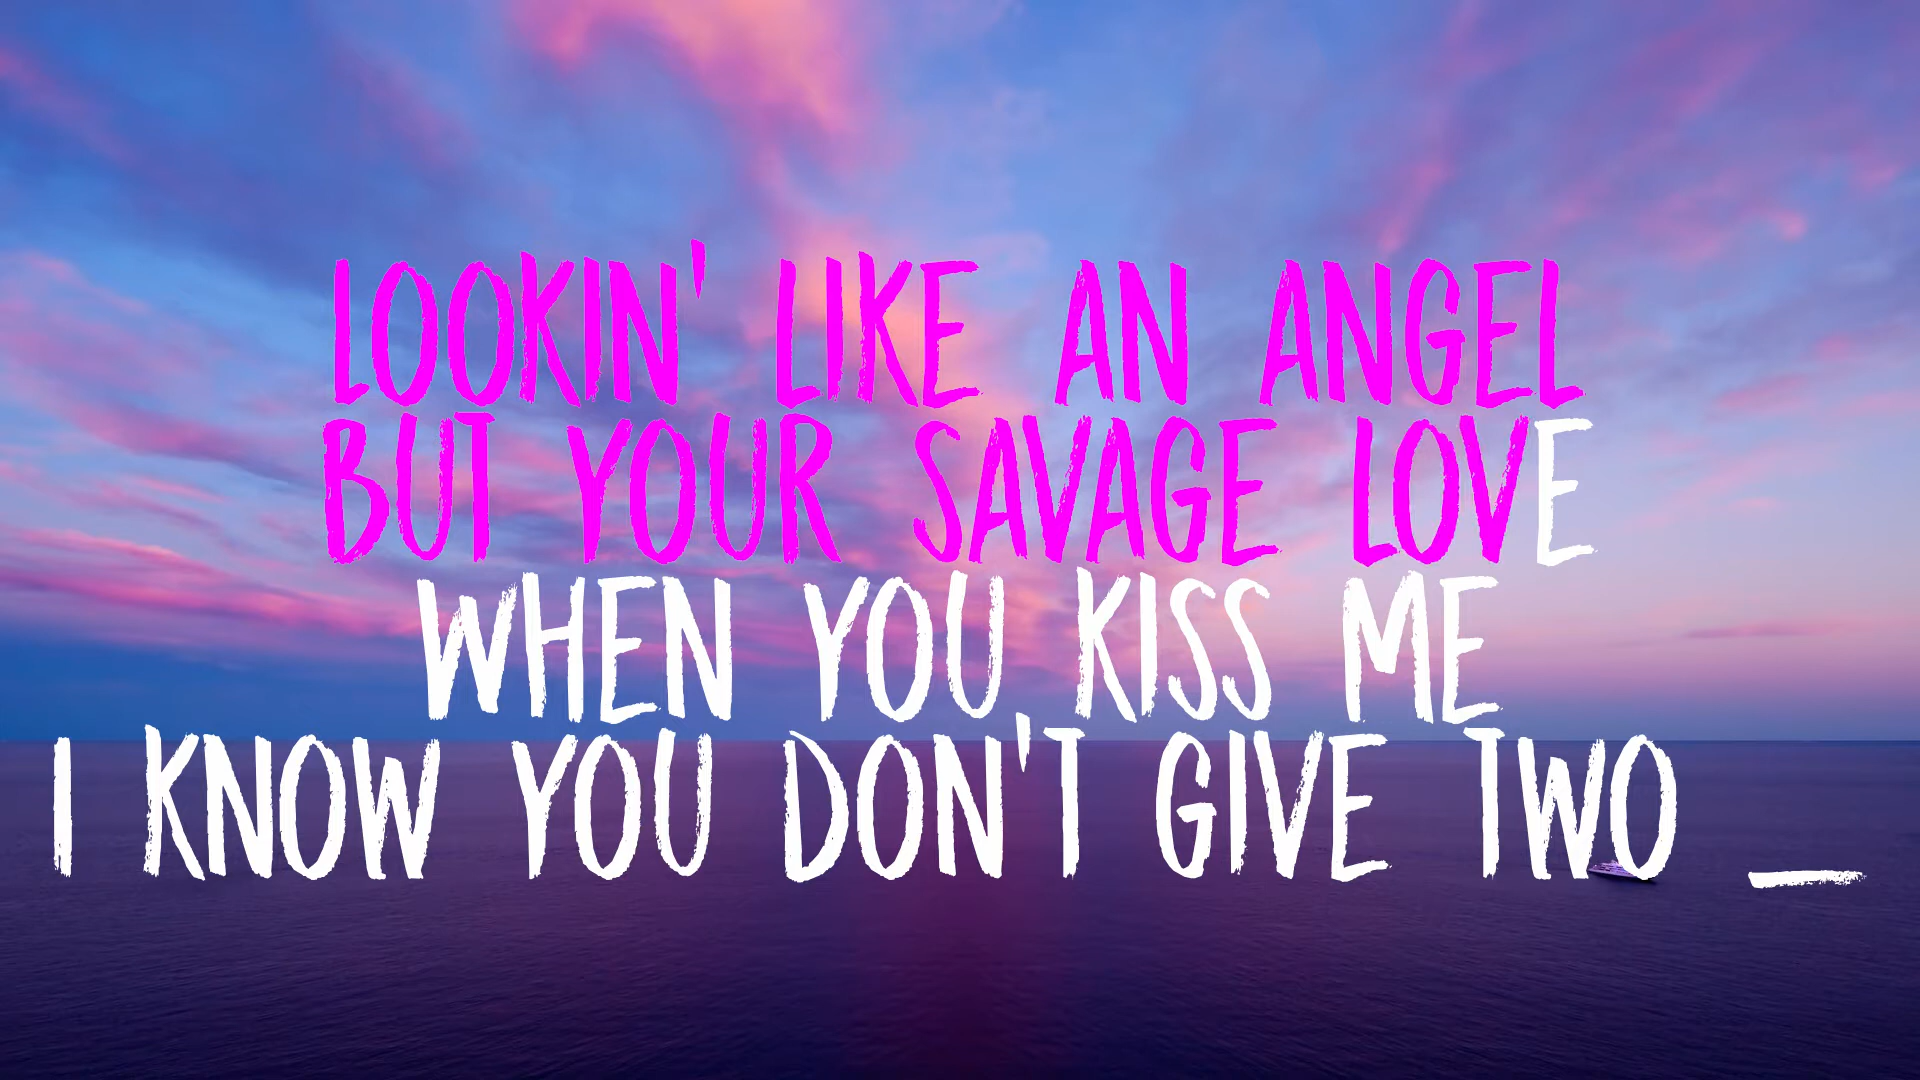 LOOKIN' LIKE AN ANGEL
BUT YOUR SAVAGE LOVE
WHEN YOU KISS ME
I KNOW YOU DON'T GIVE TWO _